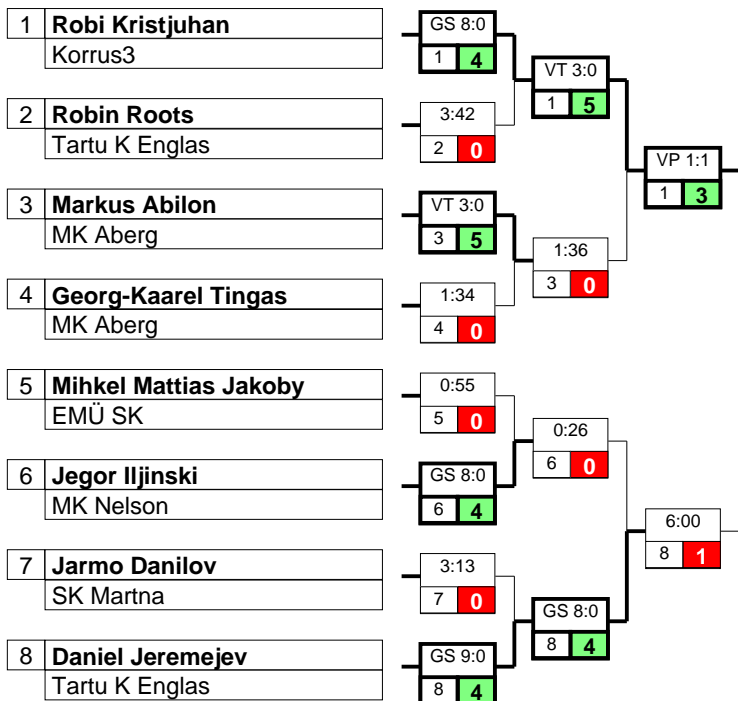 1 Robi Kristjuhan
Korrus3
2 Robin Roots
Tartu K Englas
3 Markus Abilon
MK Aberg
4 Georg-Kaarel Tingas
MK Aberg
5 Mihkel Mattias Jakoby
EMÜ SK
6 Jegor Iljinski
MK Nelson
7 Jarmo Danilov
SK Martna
8 Daniel Jeremejev
Tartu K Englas
GS 8:0
1 4
3:42
2 0
VT 3:0
3 5
1:34
4 0
0:55
5 0
GS 8:0
6 4
3:13
7 0
GS 9:0
8 4
VT 3:0
1 5
1:36
3 0
0:26
6 0
GS 8:0
8 4
VP 1:1
1 3
6:00
8 1